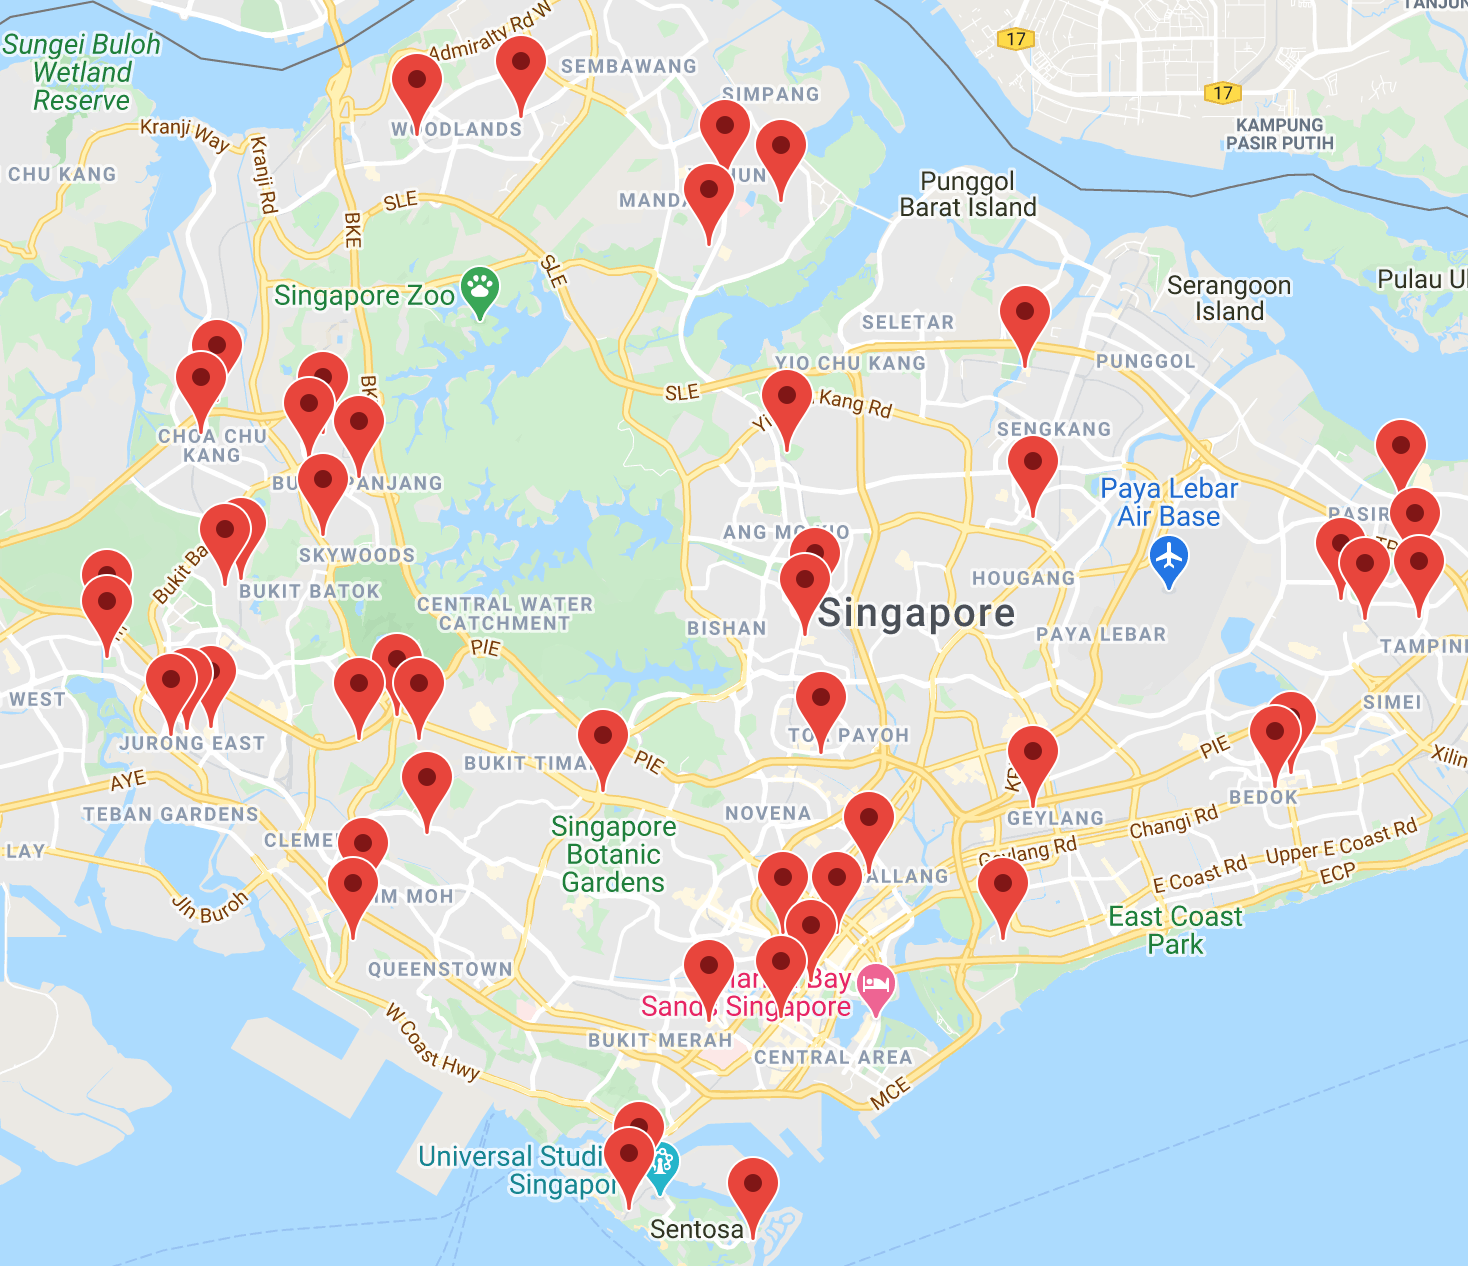 TANJUN
Sungei Buloh
Wetland
Reserve
Admiralty Rd W
17
SEMBAWANG
SIMPANG
17
WOODLANDS
Kranji Way
KAMPUNG
PASIR PUTIH
CHU KANG
Kranji Rd
HUN
Punggol
Barat Island
SLE
MANDA
BKE
SLE
Singapore Zoo
Serangoon
Island
Pulau U
SELETAR
YIO CHU KANG
PUNGGOL
BK
SLE
Yi
Kang Rd
CHOA CHU
KANG
SENGKANG
BU
PANJANG
Paya Lebar
Air Base
PASIR
ANG MO KIO
TP
SKYWOODS
Bukit Ba
BUKIT BATOK
HOUGANG
CENTRAL WATER
CATCHMENT
Singapore
BISHAN
PAYA LEBAR
PIE
TAMPIN
WEST
SIMEI
JURONG EAST
TOA PAYOH
PIE
Xilin
BUKIT TIMA
PIE
KP
AYE
BEDOK
TEBAN GARDENS
NOVENA
GEYLANG
Changi Rd
Singapore
Botanic
Gardens
CLEME
LAY
Geylang Rd
Upper E Coast Rd
E Coast Rd
ECP
ALLANG
IM MOH
Jln Buroh
East Coast
Park
QUEENSTOWN
Marina Bay
Sands Singapore
W Coast Hwy
BUKIT MERAH
CENTRAL AREA
MCE
Universal Studi
Singapor
Sentosa